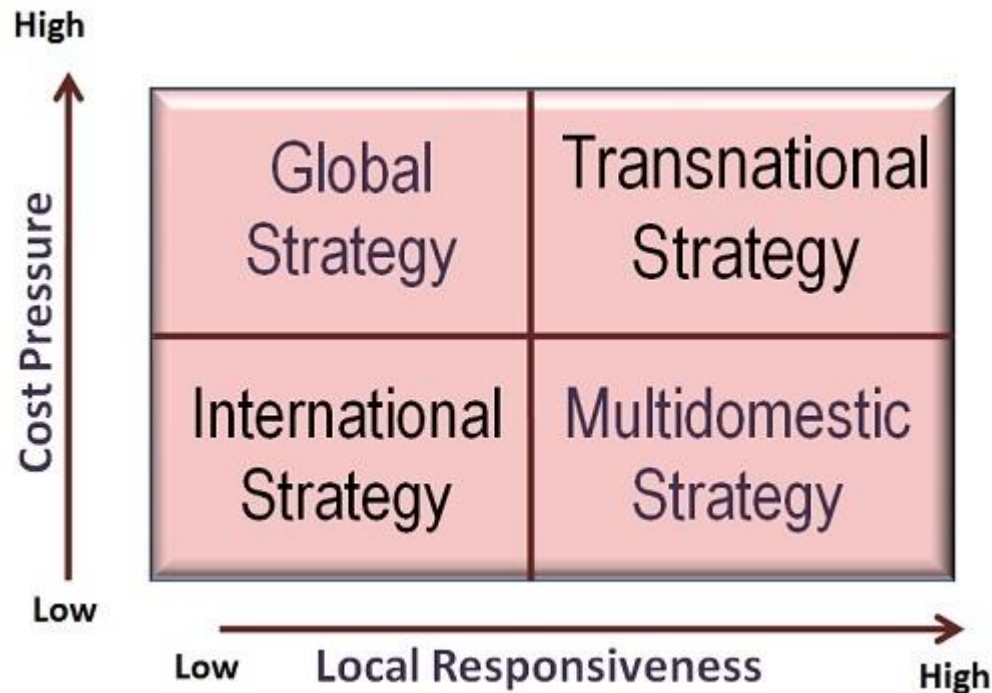 High
Global
Strategy
Transnational
Strategy
Cost Pressure
International
Strategy
Multidomestic
Strategy
Low
Low
Local Responsiveness
High